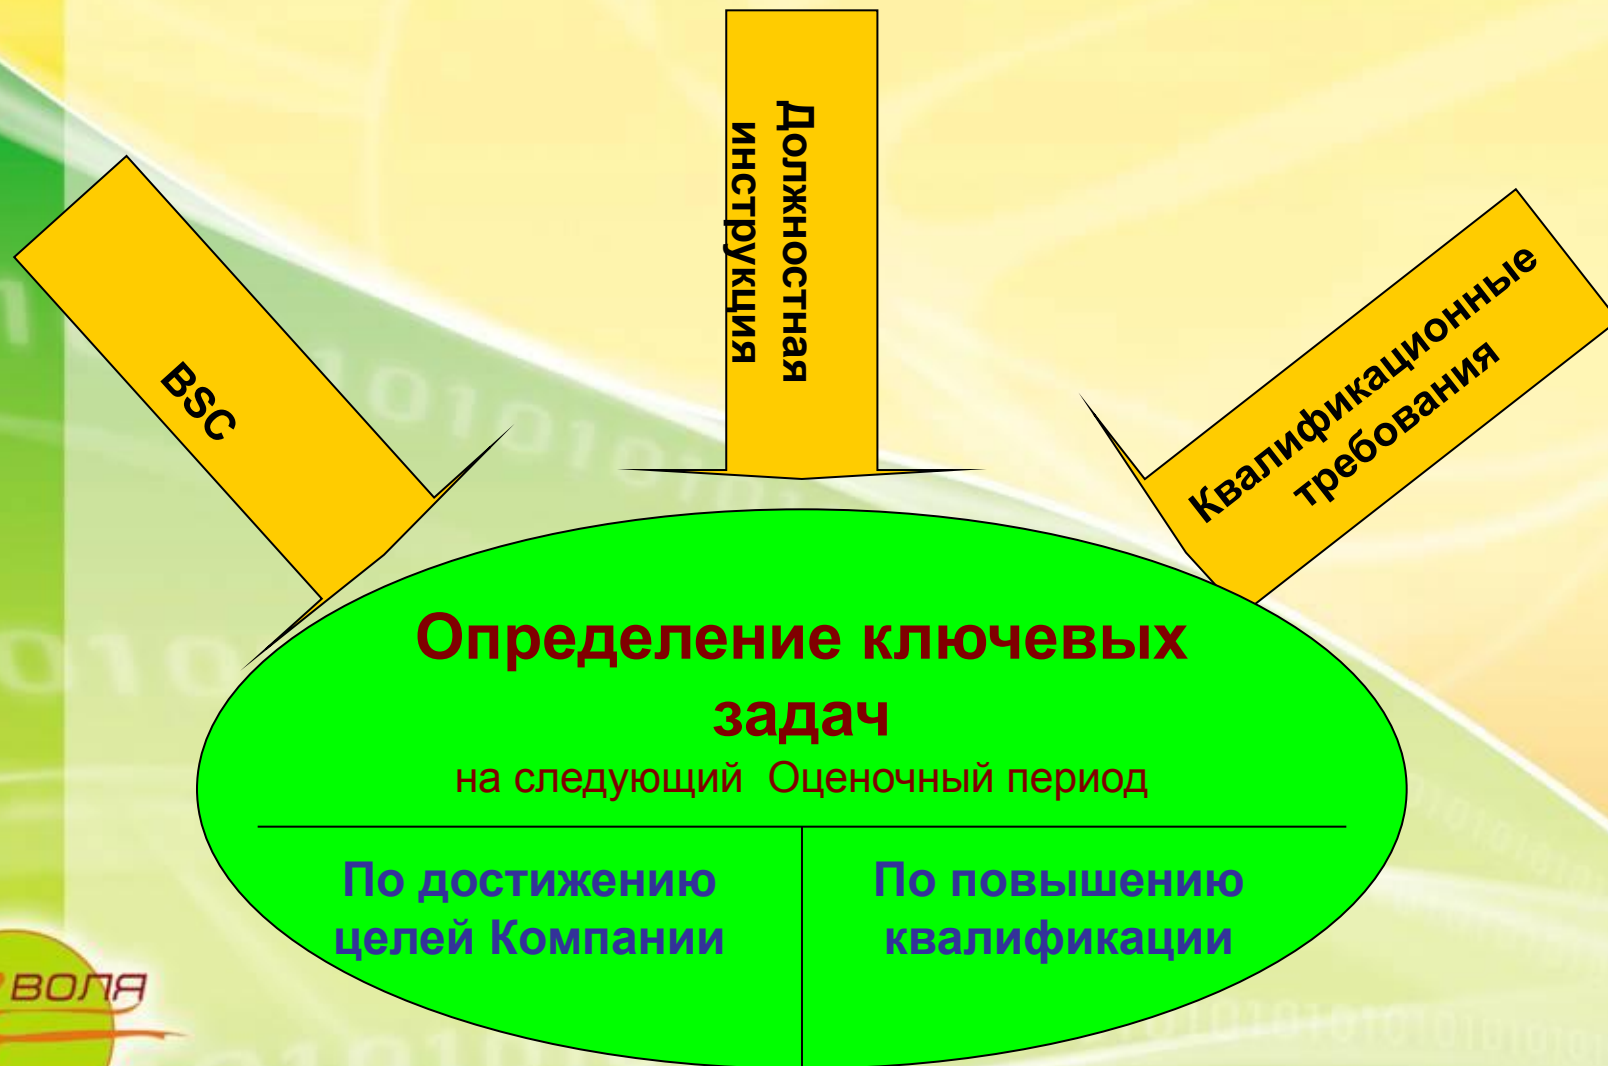 Должностная
инструкция
BSC
Квалификационные
требования
Определение ключевых
задач
на следующий Оценочный период
По достижению
целей Компании
По повышению
квалификации
ВОЛЯ